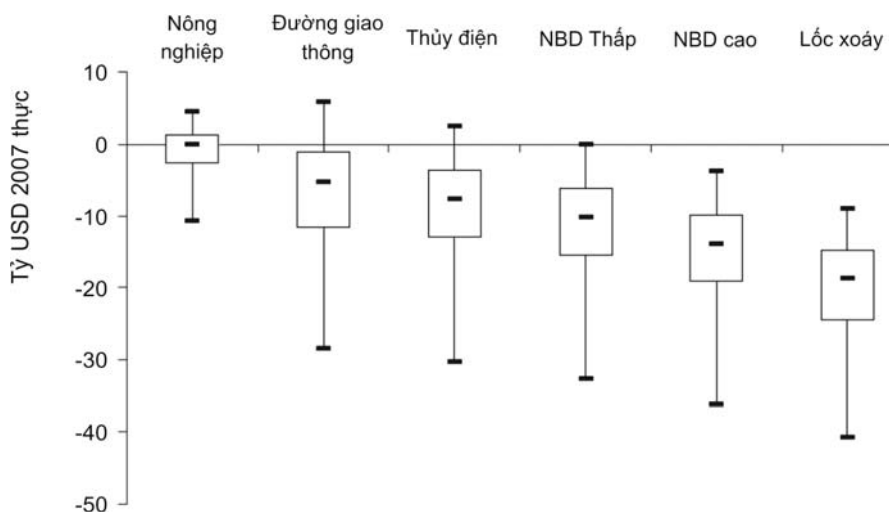 Nông
nghiệp
Đường giao
thông
Thủy điện
NBD Thấp
NBD cao
Lốc xoáy
Tỷ USD 2007 thực
10
0
-10
-20
-30
-40
-50